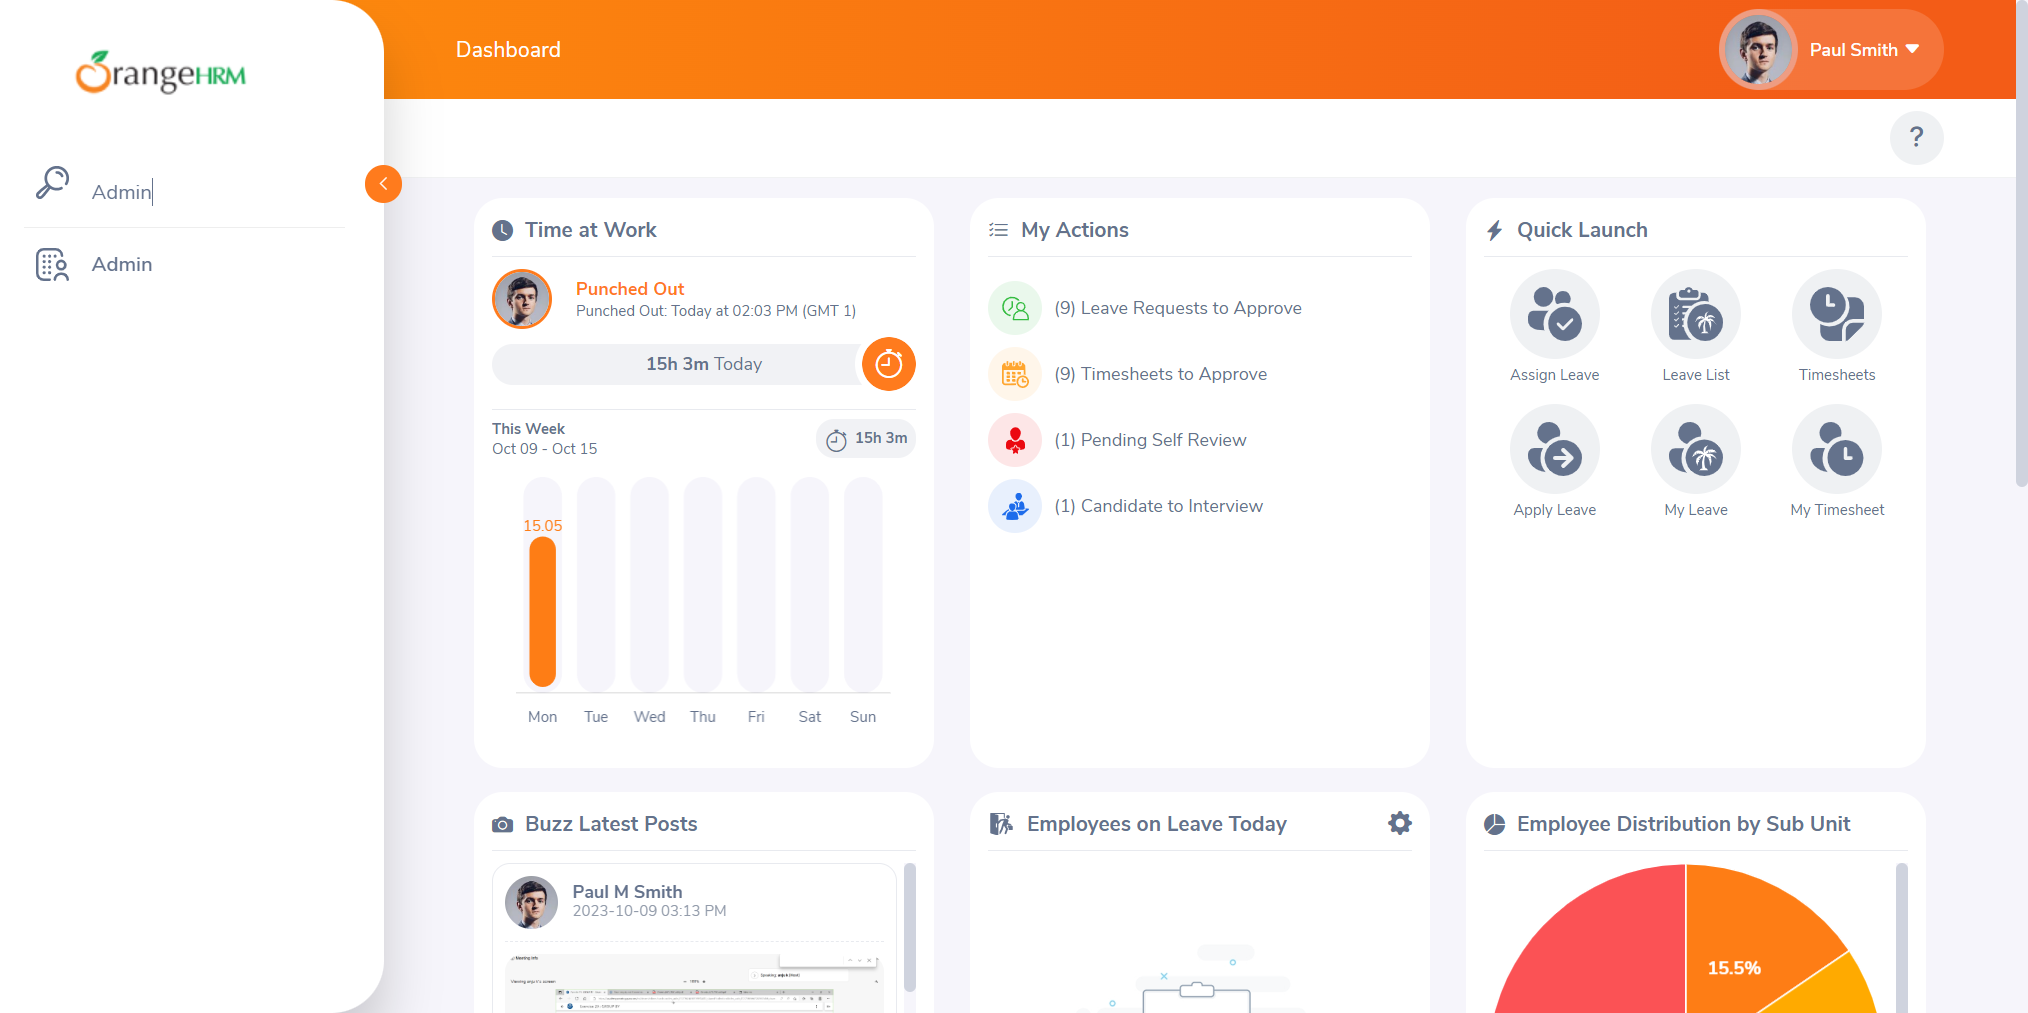 OrangeHRM
Dashboard
Paul Smith
?
Admin
Admin
Time at Work
Punched Out
Punched Out: Today at 02:03 PM (GMT 1)
15h 3m Today
This Week
Oct 09 - Oct 15
15h 3m
15.05
Mon Tue Wed Thu Fri Sat Sun
My Actions
(9) Leave Requests to Approve
(9) Timesheets to Approve
(1) Pending Self Review
(1) Candidate to Interview
Quick Launch
Assign Leave Leave List Timesheets
Apply Leave My Leave My Timesheet
Buzz Latest Posts
Paul M Smith
2023-10-09 03:13 PM
Meeting Info
Employees on Leave Today
Employee Distribution by Sub Unit
15.5%